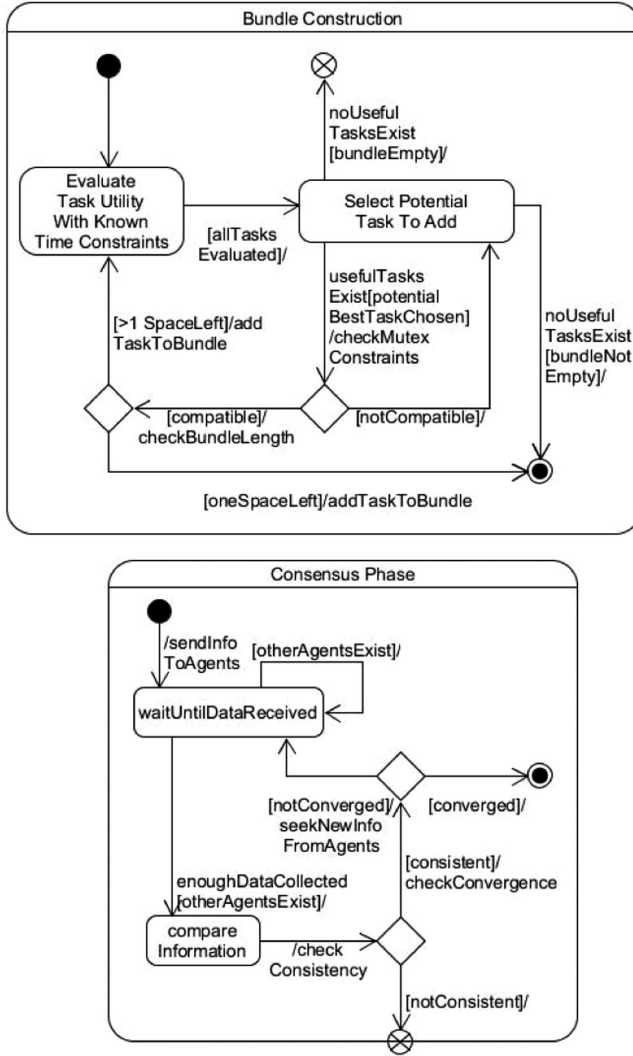 Bundle Construction
noUseful
TasksExist
[bundleEmpty]/
Evaluate
Task Utility
With Known
Time Constraints
[allTasks
Evaluated]/
Select Potential
Task To Add
usefulTasks
Exist[potential
BestTaskChosen]
/checkMutex
Constraints
noUseful
TasksExist
[bundleNot
Empty]/
[>1 SpaceLeft]/add
TaskToBundle
[compatible]/
checkBundleLength
[notCompatible]/
[oneSpaceLeft]/addTaskToBundle
Consensus Phase
/sendInfo
ToAgents
[otherAgentsExist]/
waitUntilDataReceived
[notConverged]/
seekNewInfo
FromAgents
[converged]/
[consistent]/
checkConvergence
enoughDataCollected
[otherAgentsExist]/
compare
Information
/check
Consistency
[notConsistent]/